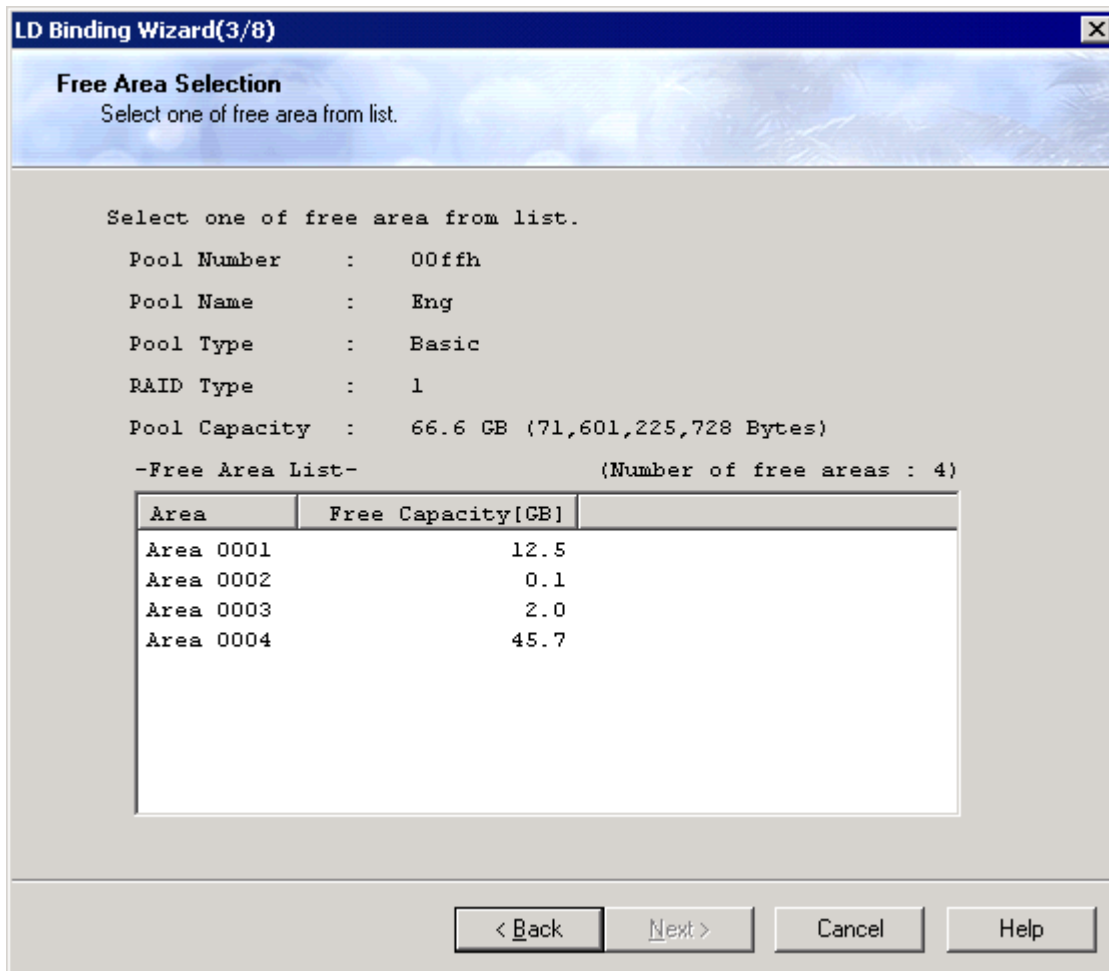 LD Binding Wizard(3/8)
Free Area Selection
Select one of free area from list.
Select one of free area from list.
Pool Number : 00ffh
Pool Name : Eng
Pool Type : Basic
RAID Type : 1
Pool Capacity : 66.6 GB (71,601,225,728 Bytes)
-Free Area List- (Number of free areas : 4)
Area Free Capacity[GB]
Area 0001 12.5
Area 0002 0.1
Area 0003 2.0
Area 0004 45.7
< Back Next > Cancel Help